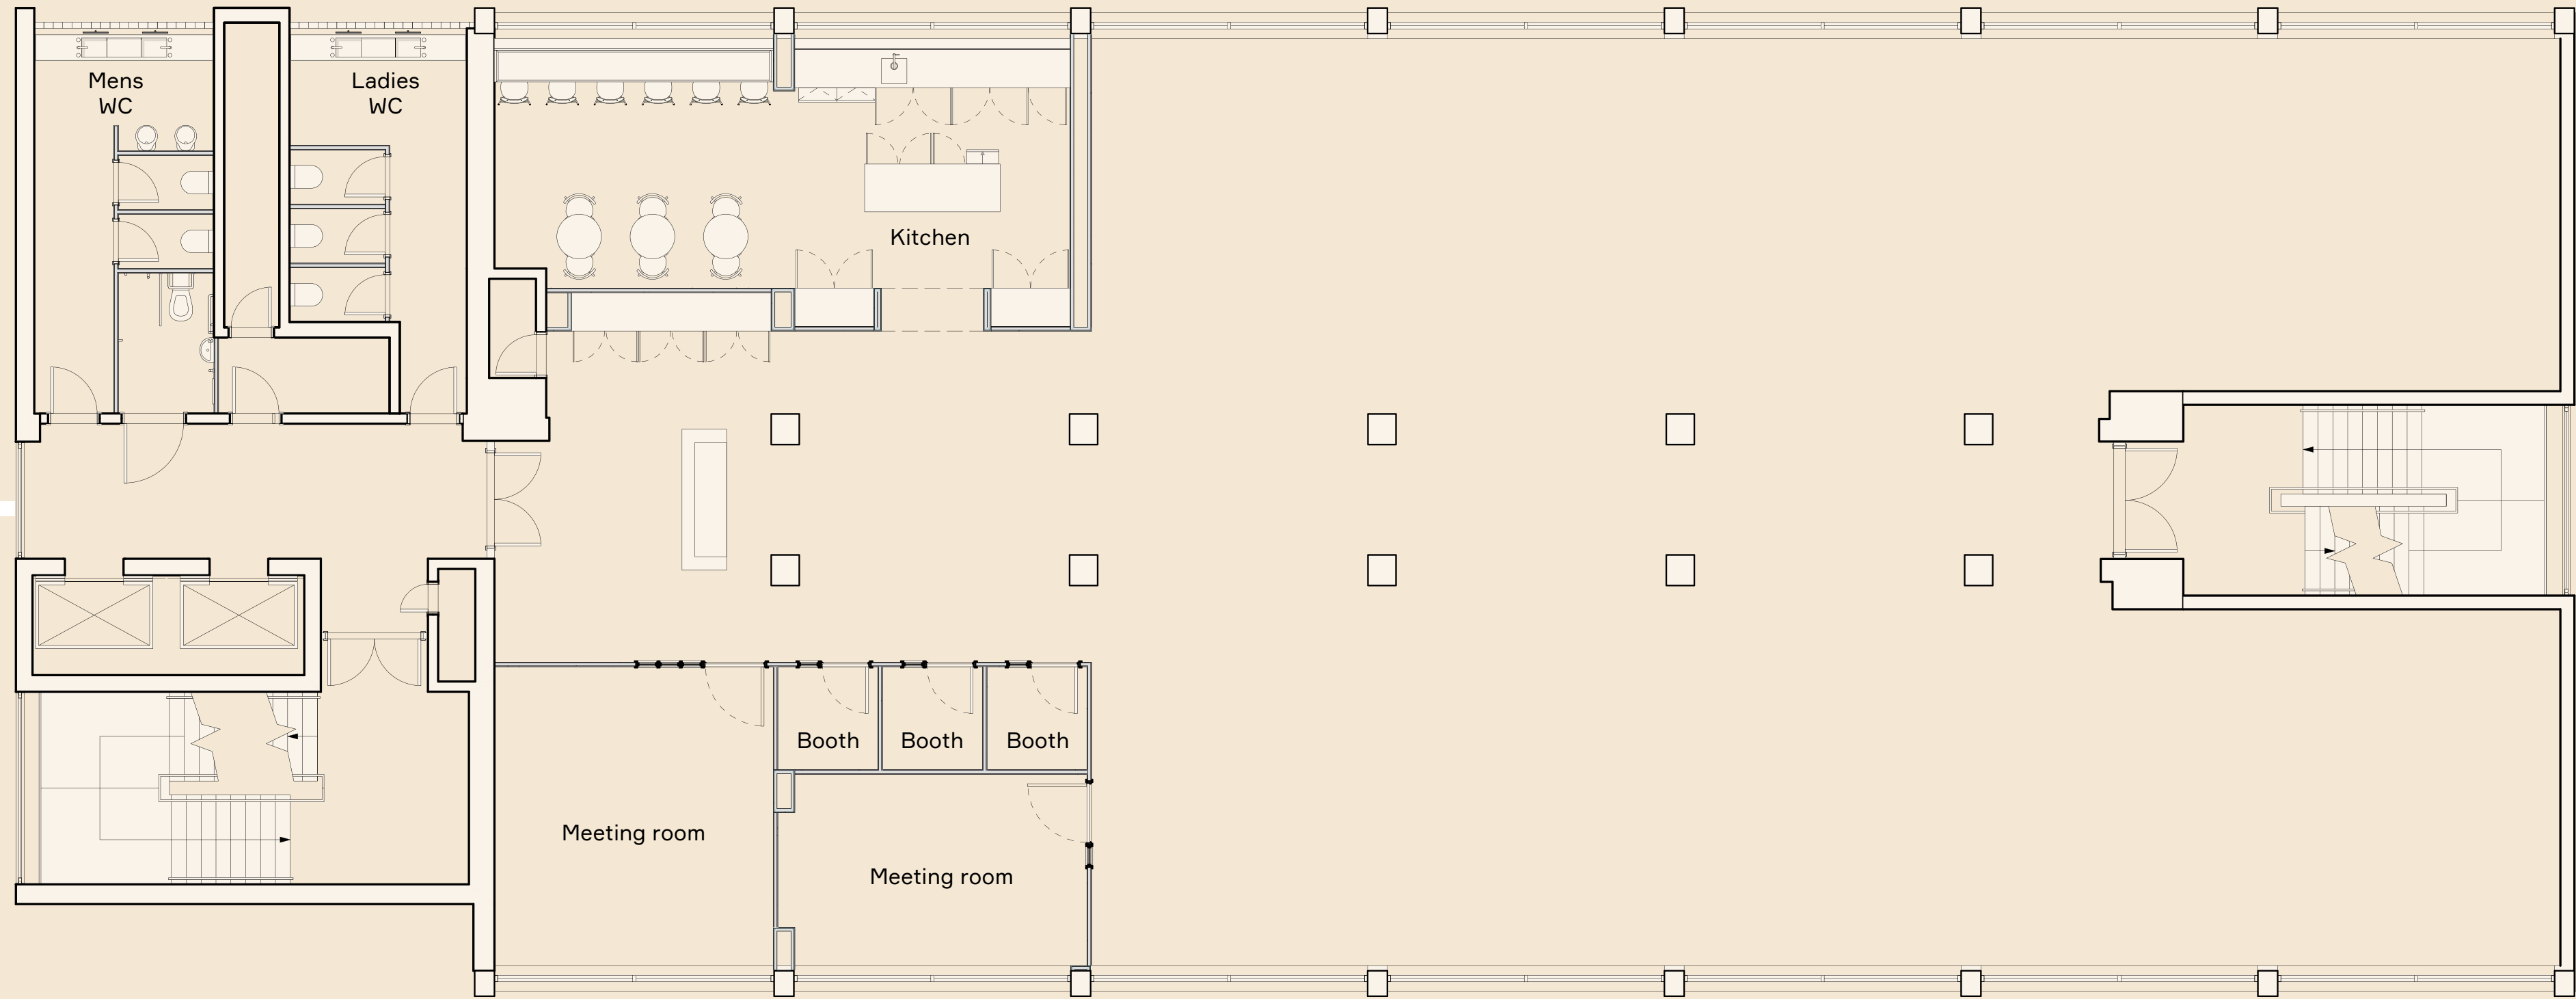 Mens
WC
Ladies
WC
Kitchen
Booth
Booth
Booth
Meeting room
Meeting room